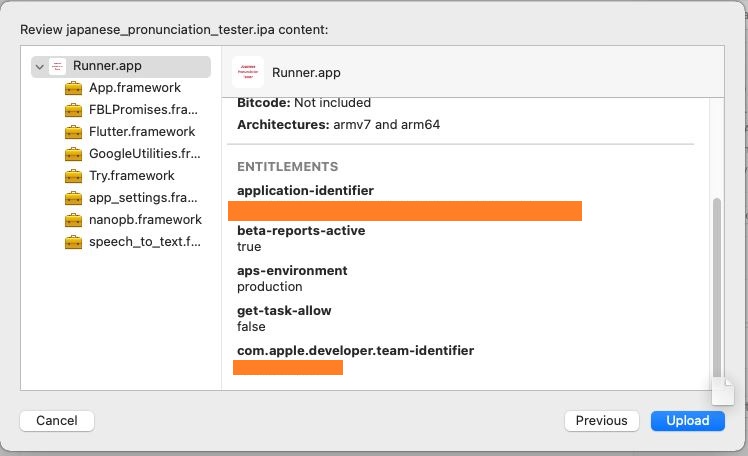 Review japanese_pronunciation_tester.ipa content:
Runner.app
App.framework
FBLPromises.fra...
Flutter.framework
GoogleUtilities.fr...
Try.framework
app_settings.fra...
nanopb.framework
speech_to_text.f...
Runner.app
Bitcode: Not included
Architectures: armv7 and arm64
ENTITLEMENTS
application-identifier
beta-reports-active
true
aps-environment
production
get-task-allow
false
com.apple.developer.team-identifier
Cancel
Previous
Upload